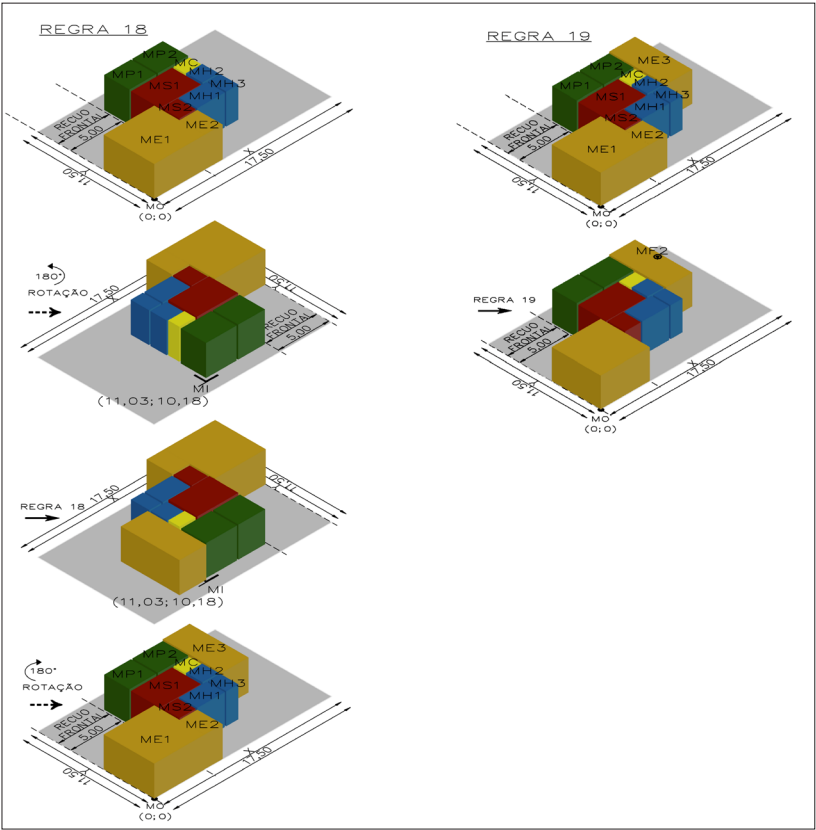 REGRA 18
MP2
MC
MH2
MP1
MS1
MH3
MH1
MS2
ME2
ME1
RECUO
FRONTAL
5,00
11,50
Y
X
17,50
MO
(0;0)
180°
ROTAÇÃO
17,50
X
11,50
Y
RECUO
FRONTAL
5,00
MI
(11,03;10,18)
REGRA 18
17,50
X
11,50
Y
MI
(11,03;10,18)
180°
ROTAÇÃO
ME3
MP2
MC
MH2
MP1
MS1
MH3
MH1
MS2
ME2
ME1
RECUO
FRONTAL
5,00
11,50
Y
X
17,50
MO
(0;0)
REGRA 19
ME3
MP2
MC
MH2
MP1
MS1
MH3
MH1
MS2
ME2
ME1
RECUO
FRONTAL
5,00
11,50
Y
X
17,50
MO
(0;0)
REGRA 19
RECUO
FRONTAL
5,00
11,50
Y
X
17,50
MO
(0;0)